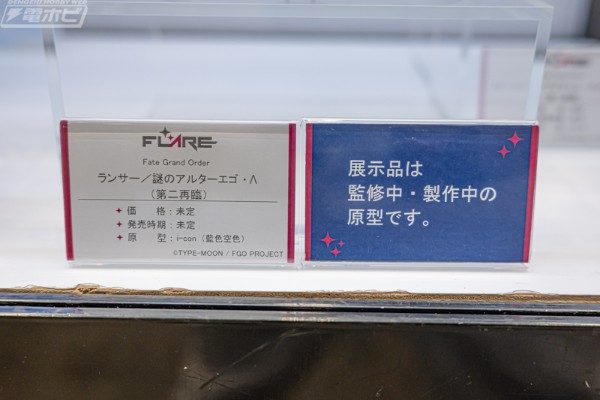 電ホビ
FLARE
Fate Grand Order
ランサー／謎のアルターエゴ・Λ
（第二再臨）
✦ 価　　格：未定
✦ 発売時期：未定
✦ 原　　型：i-con（藍色空色）
©TYPE-MOON / FGO PROJECT
展示品は
監修中・製作中の
原型です。